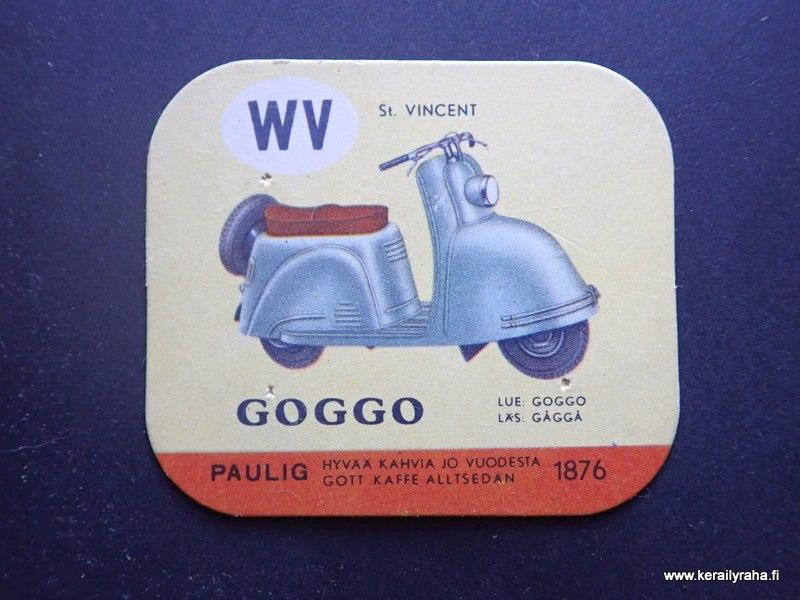 WV
St. VINCENT
GOGGO
LUE: GOGGO
LÄS: GÅGGÅ
PAULIG
HYVÄÄ KAHVIA JO VUODESTA
GOTT KAFFE ALLTSEDAN
1876
www.kerailyraha.fi